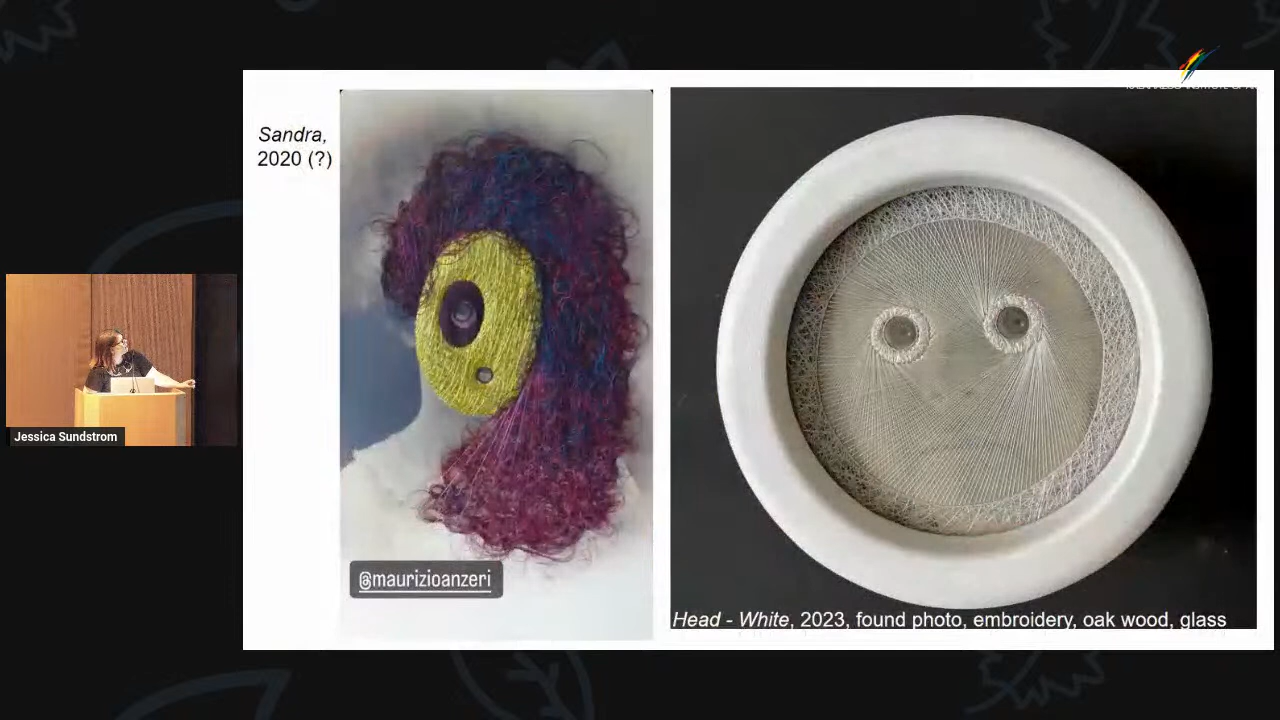 Sandra,
2020 (?)
@maurizioanzeri
Head - White, 2023, found photo, embroidery, oak wood, glass
Jessica Sundstrom